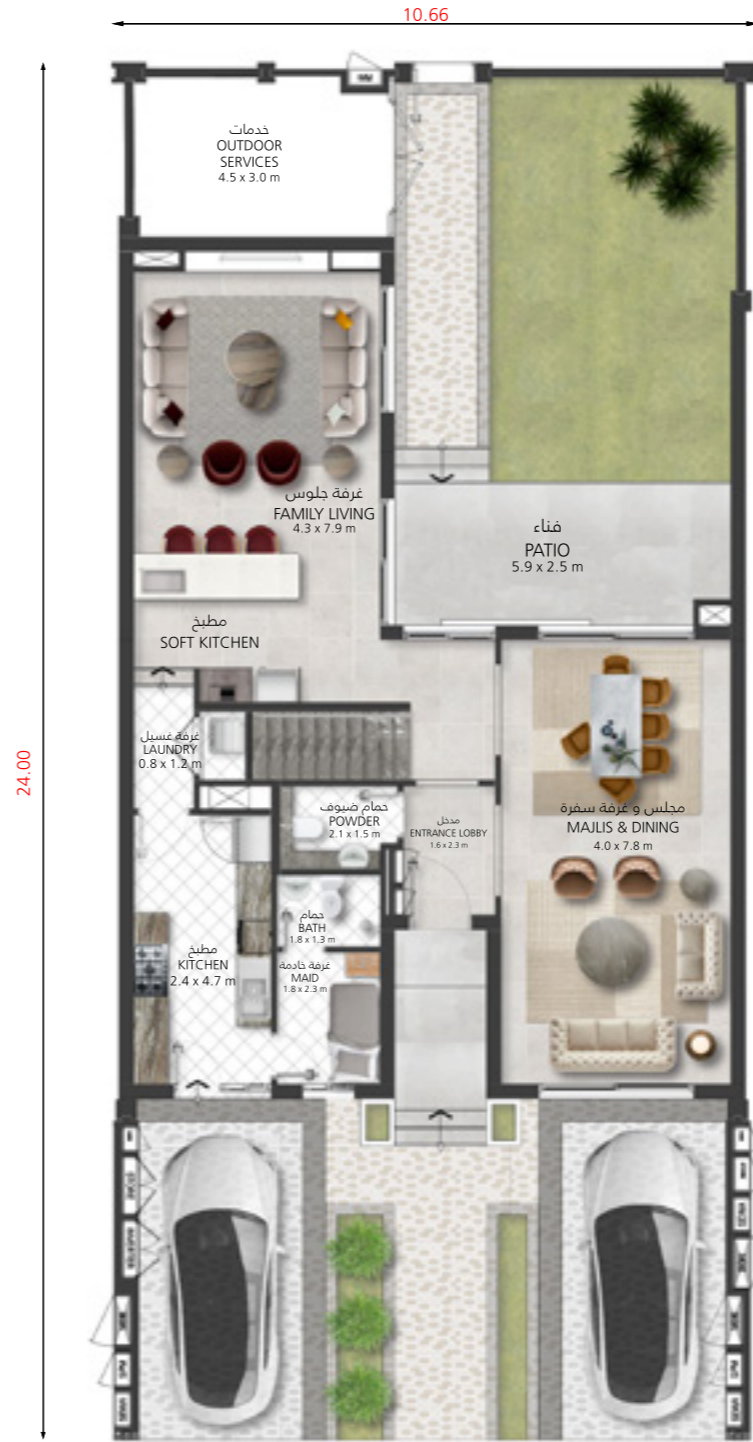 10.66
24.00
خدمات
OUTDOOR
SERVICES
4.5 x 3.0 m
غرفة جلوس
FAMILY LIVING
4.3 x 7.9 m
فناء
PATIO
5.9 x 2.5 m
مطبخ
SOFT KITCHEN
غرفة غسيل
LAUNDRY
0.8 x 1.2 m
حمام ضيوف
POWDER
2.1 x 1.5 m
مدخل
ENTRANCE LOBBY
1.6 x 2.3 m
مجلس و غرفة سفرة
MAJLIS & DINING
4.0 x 7.8 m
حمام
BATH
1.8 x 1.3 m
مطبخ
KITCHEN
2.4 x 4.7 m
غرفة خادمة
MAID
1.8 x 2.3 m
STORE
INVERTER